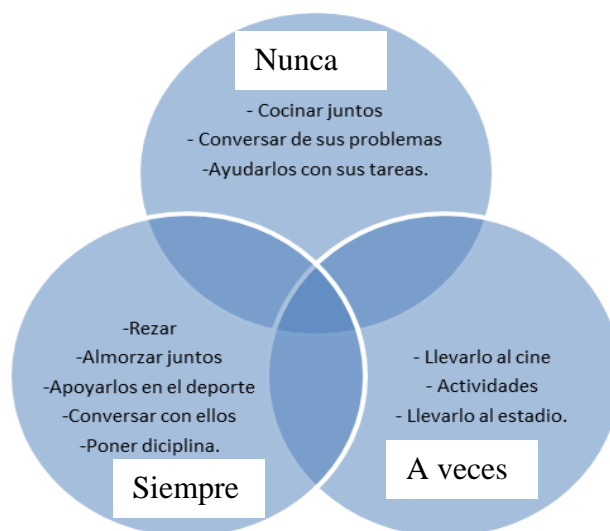 Nunca
- Cocinar juntos
- Conversar de sus problemas
-Ayudarlos con sus tareas.
-Rezar
-Almorzar juntos
-Apoyarlos en el deporte
-Conversar con ellos
-Poner diciplina.
Siempre
- Llevarlo al cine
- Actividades
- Llevarlo al estadio.
A veces